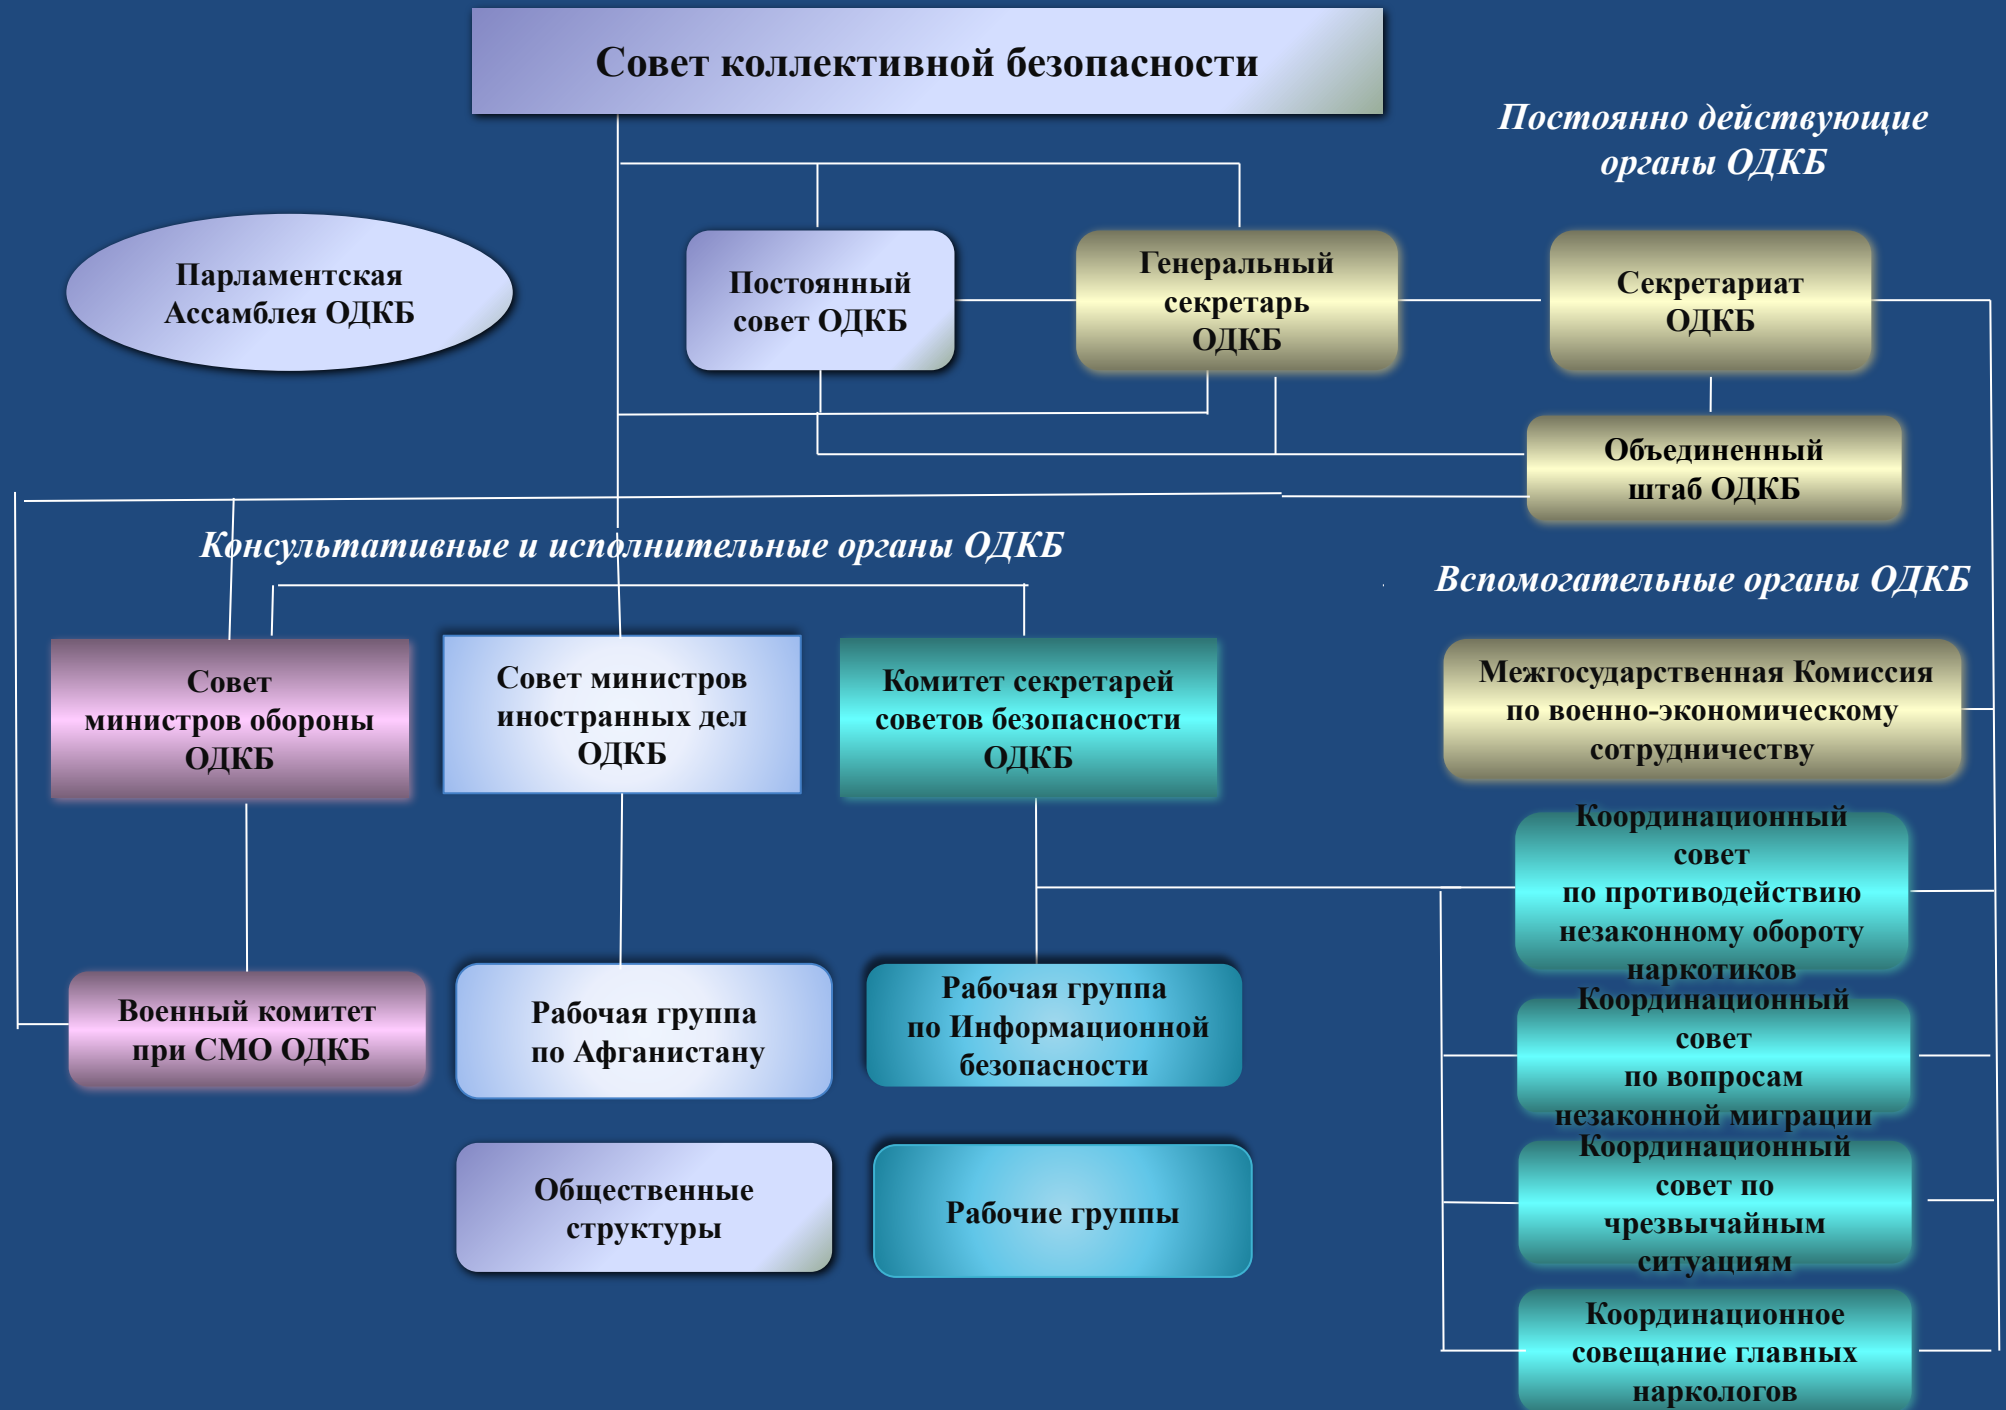 Совет коллективной безопасности
Постоянно действующие
органы ОДКБ
Парламентская
Ассамблея ОДКБ
Постоянный
совет ОДКБ
Генеральный
секретарь
ОДКБ
Секретариат
ОДКБ
Объединенный
штаб ОДКБ
Консультативные и исполнительные органы ОДКБ
Вспомогательные органы ОДКБ
Совет
министров обороны
ОДКБ
Совет министров
иностранных дел
ОДКБ
Комитет секретарей
советов безопасности
ОДКБ
Межгосударственная Комиссия
по военно-экономическому
сотрудничеству
Координационный
совет
по противодействию
незаконному обороту
наркотиков
Военный комитет
при СМО ОДКБ
Рабочая группа
по Афганистану
Рабочая группа
по Информационной
безопасности
Координационный
совет
по вопросам
незаконной миграции
Общественные
структуры
Рабочие группы
Координационный
совет по
чрезвычайным
ситуациям
Координационное
совещание главных
наркологов